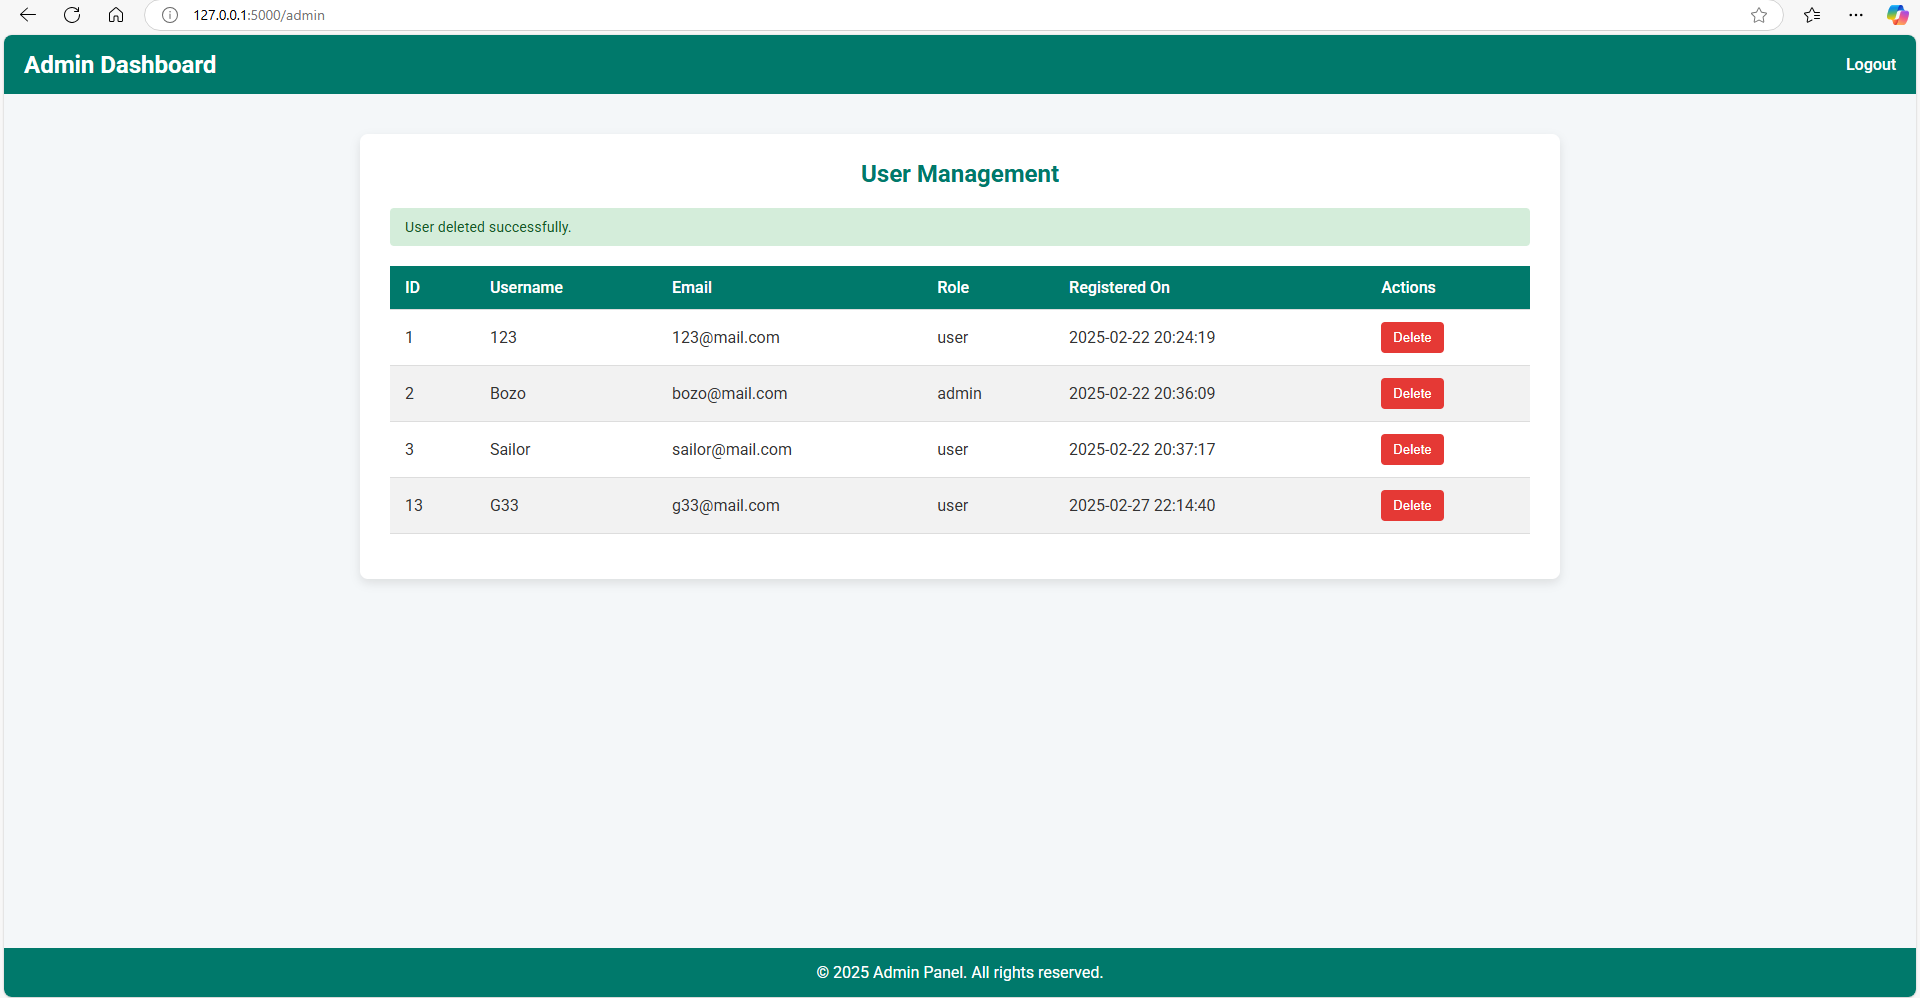 127.0.0.1:5000/admin
Admin Dashboard Logout
User Management
User deleted successfully.
ID Username Email Role Registered On Actions
1 123 123@mail.com user 2025-02-22 20:24:19 Delete
2 Bozo bozo@mail.com admin 2025-02-22 20:36:09 Delete
3 Sailor sailor@mail.com user 2025-02-22 20:37:17 Delete
13 G33 g33@mail.com user 2025-02-27 22:14:40 Delete
© 2025 Admin Panel. All rights reserved.